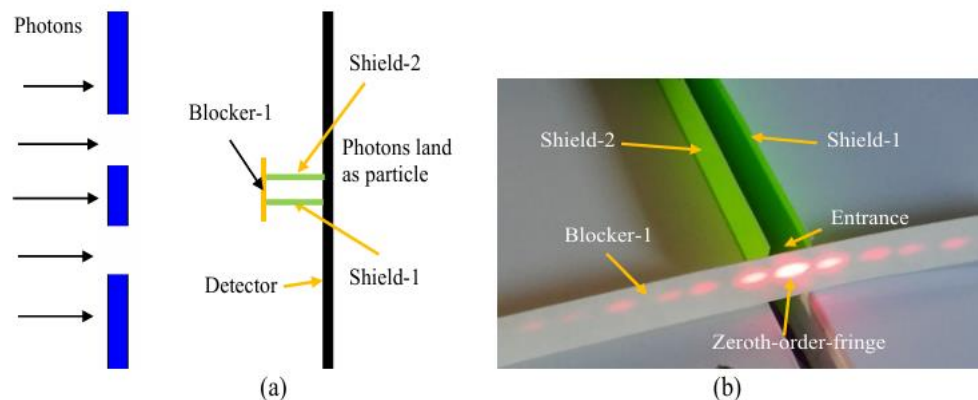 Photons
Shield-2
Blocker-1
Photons land
as particle
Detector
Shield-1
(a)
Shield-2
Shield-1
Entrance
Blocker-1
Zeroth-order-fringe
(b)